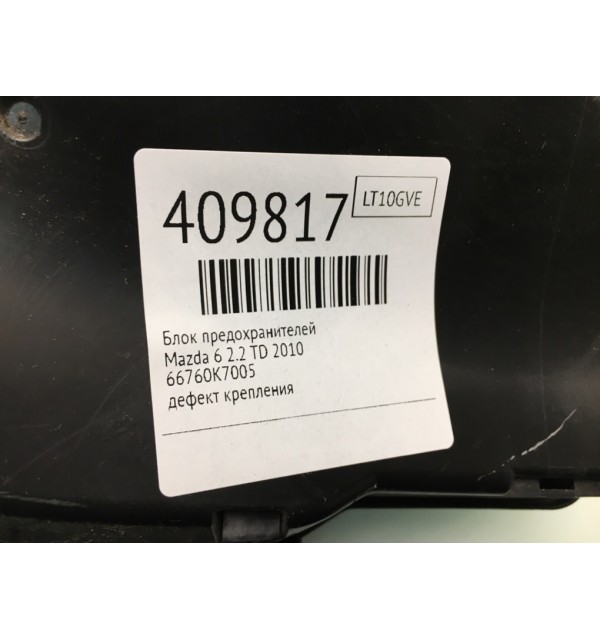 409817
LT10GVE
Блок предохранителей
Mazda 6 2.2 TD 2010
66760K7005
дефект крепления